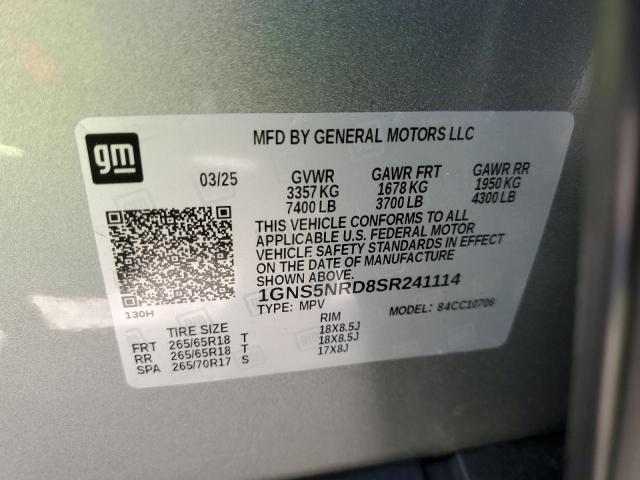 gm
MFD BY GENERAL MOTORS LLC
03/25 GVWR GAWR FRT GAWR RR
3357 KG 1678 KG 1950 KG
7400 LB 3700 LB 4300 LB
THIS VEHICLE CONFORMS TO ALL
APPLICABLE U.S. FEDERAL MOTOR
VEHICLE SAFETY STANDARDS IN EFFECT
ON THE DATE OF MANUFACTURE
SHOWN ABOVE.
1GNS5NRD8SR241114
130H
TYPE: MPV MODEL: 84CC10706
TIRE SIZE RIM
FRT 265/65R18 T 18X8.5J
RR 265/65R18 T 18X8.5J
SPA 265/70R17 S 17X8J